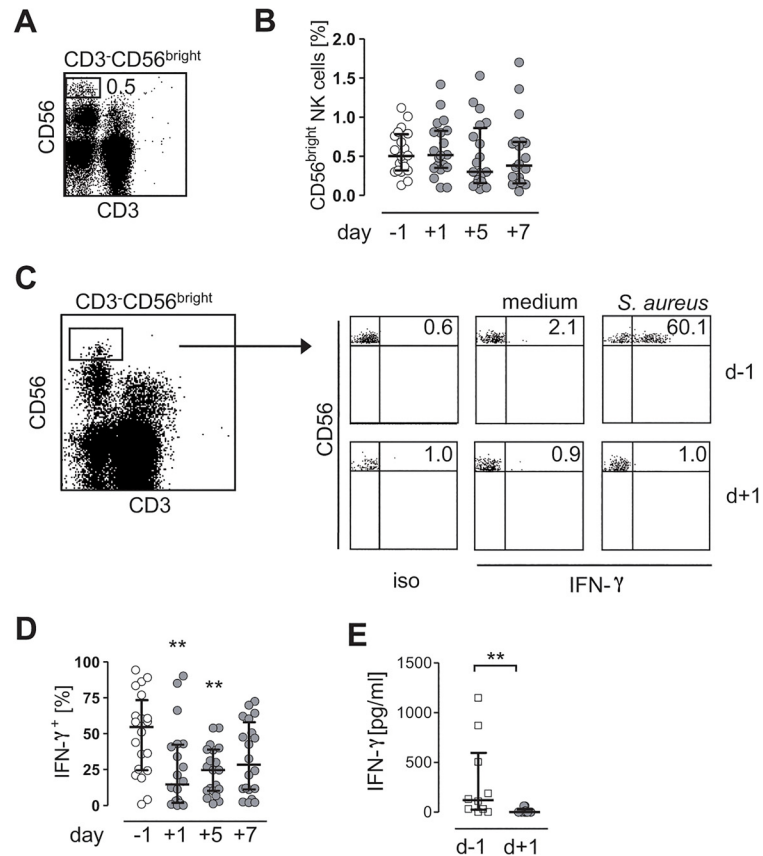 A
CD3-CD56bright
0.5
CD56
CD3
B
CD56bright NK cells [%]
2.0
1.5
1.0
0.5
0.0
day -1 +1 +5 +7
C
CD3-CD56bright
CD56
CD3
medium S. aureus
CD56
0.6 2.1 60.1
d-1
1.0 0.9 1.0
d+1
iso IFN-γ
D
** **
IFN-γ+ [%]
100
75
50
25
0
day -1 +1 +5 +7
E
**
IFN-γ [pg/ml]
1500
1000
500
0
d-1 d+1